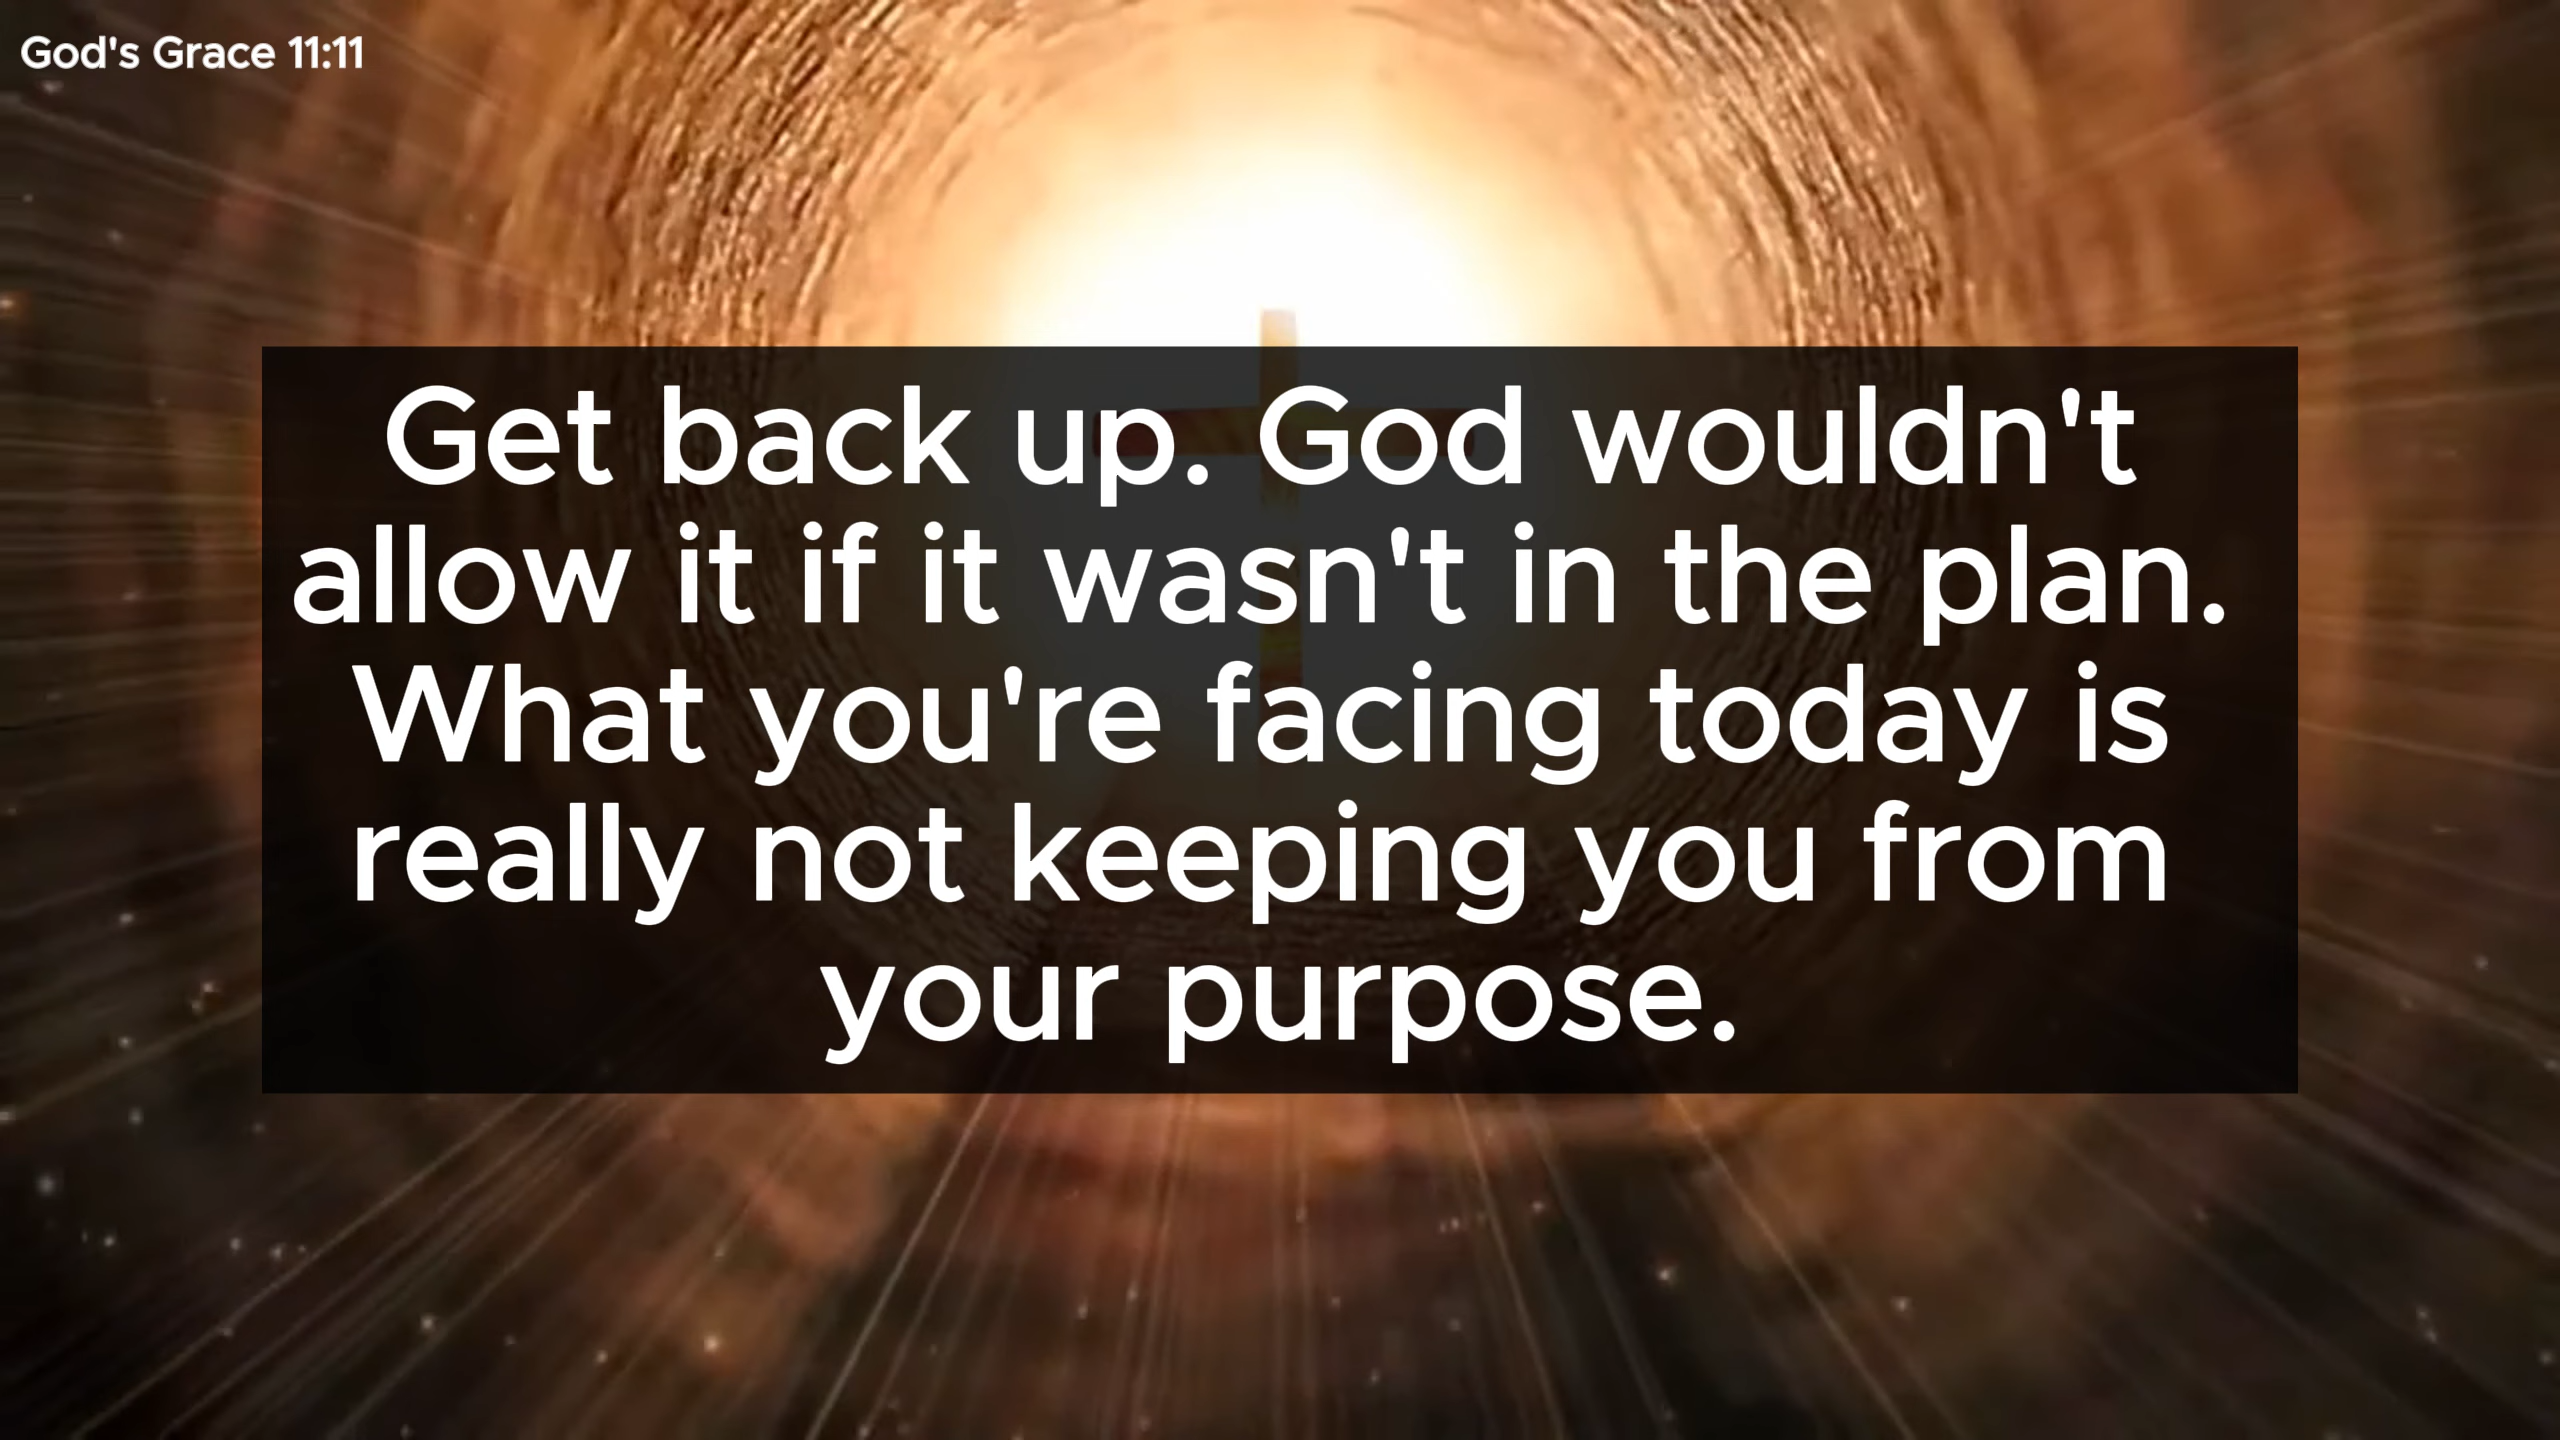 God's Grace 11:11
Get back up. God wouldn't
allow it if it wasn't in the plan.
What you're facing today is
really not keeping you from
your purpose.